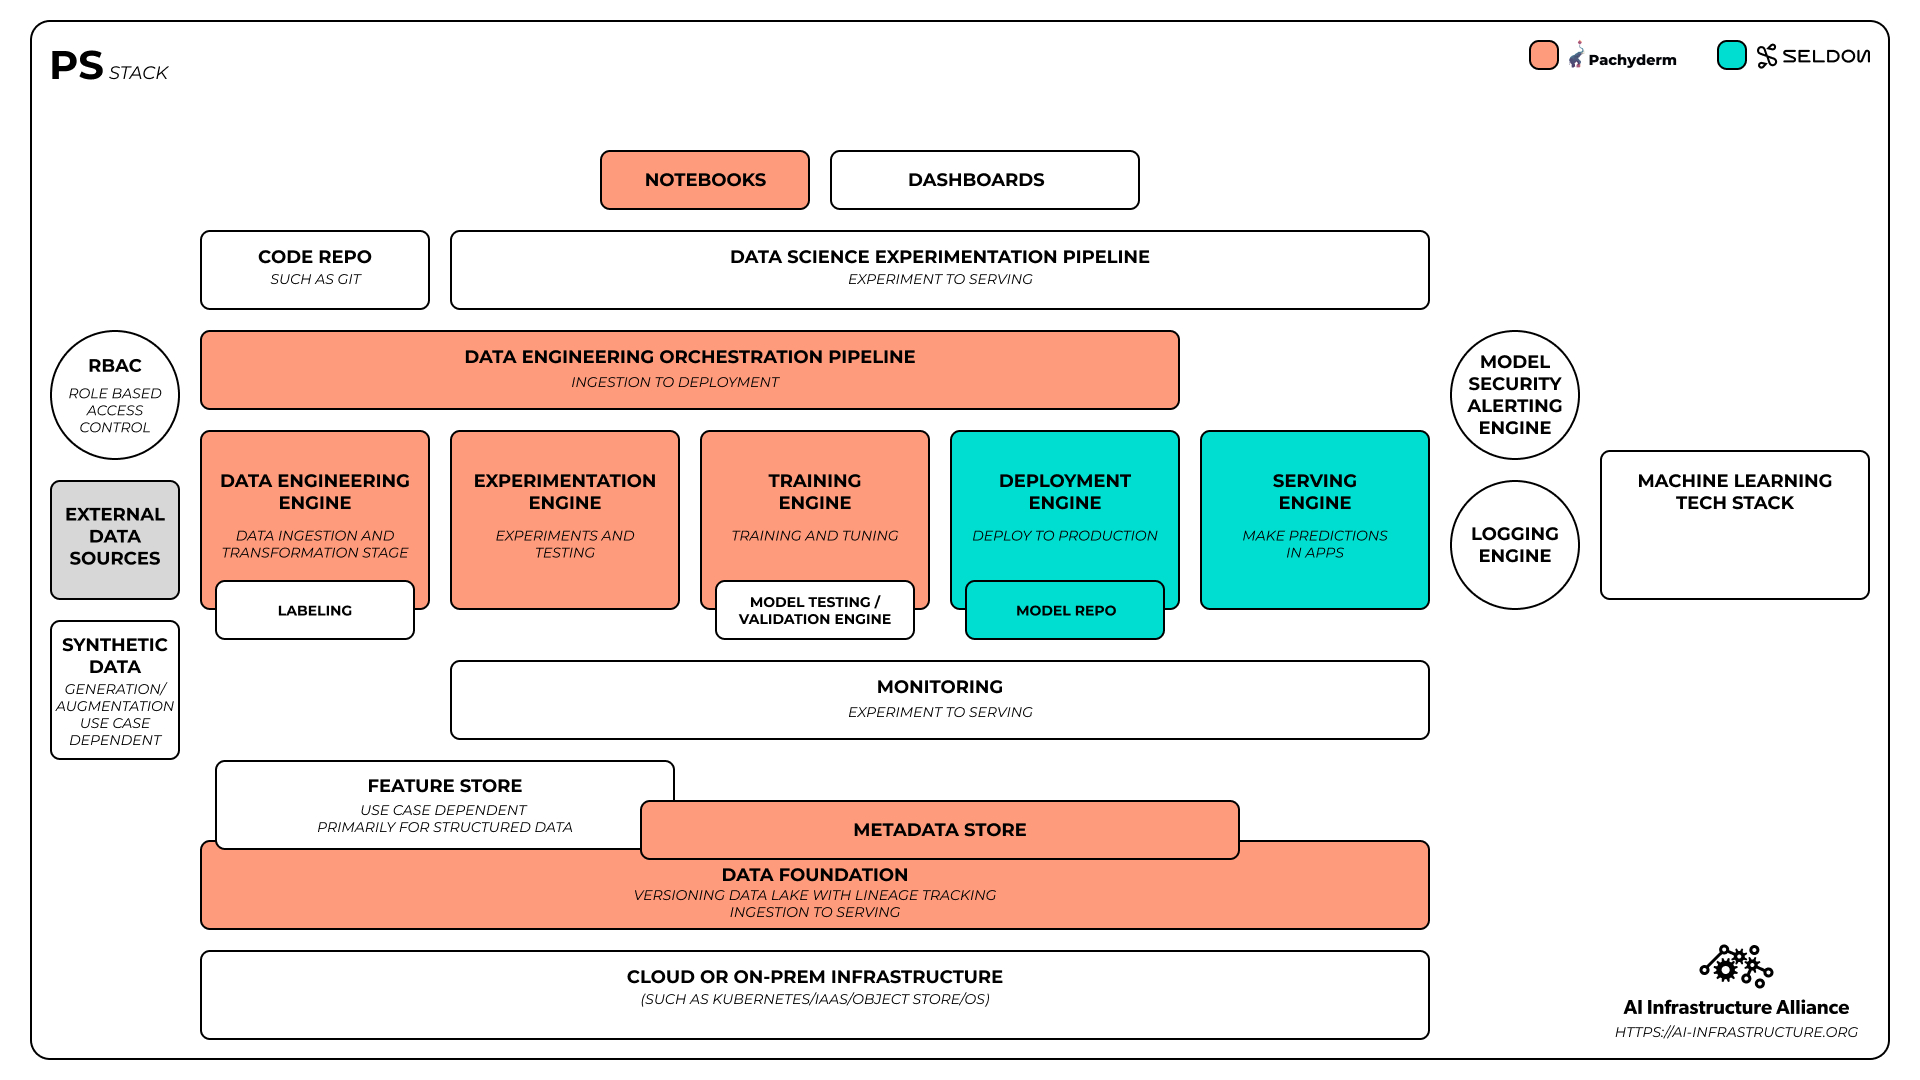 PS STACK
Pachyderm
SELDON
NOTEBOOKS
DASHBOARDS
CODE REPO
SUCH AS GIT
DATA SCIENCE EXPERIMENTATION PIPELINE
EXPERIMENT TO SERVING
RBAC
ROLE BASED
ACCESS
CONTROL
DATA ENGINEERING ORCHESTRATION PIPELINE
INGESTION TO DEPLOYMENT
MODEL
SECURITY
ALERTING
ENGINE
EXTERNAL
DATA
SOURCES
DATA ENGINEERING
ENGINE
DATA INGESTION AND
TRANSFORMATION STAGE
LABELING
EXPERIMENTATION
ENGINE
EXPERIMENTS AND
TESTING
TRAINING
ENGINE
TRAINING AND TUNING
MODEL TESTING /
VALIDATION ENGINE
DEPLOYMENT
ENGINE
DEPLOY TO PRODUCTION
MODEL REPO
SERVING
ENGINE
MAKE PREDICTIONS
IN APPS
LOGGING
ENGINE
MACHINE LEARNING
TECH STACK
SYNTHETIC
DATA
GENERATION/
AUGMENTATION
USE CASE
DEPENDENT
MONITORING
EXPERIMENT TO SERVING
FEATURE STORE
USE CASE DEPENDENT
PRIMARILY FOR STRUCTURED DATA
METADATA STORE
DATA FOUNDATION
VERSIONING DATA LAKE WITH LINEAGE TRACKING
INGESTION TO SERVING
CLOUD OR ON-PREM INFRASTRUCTURE
(SUCH AS KUBERNETES/IAAS/OBJECT STORE/OS)
AI Infrastructure Alliance
HTTPS://AI-INFRASTRUCTURE.ORG